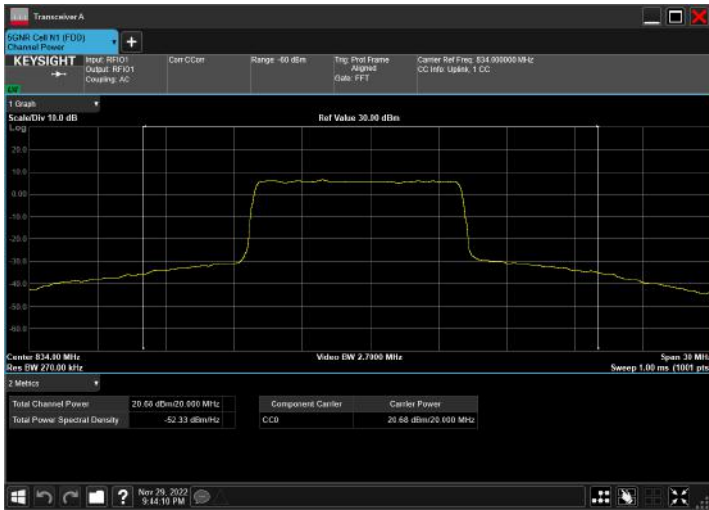 Transceiver A
5GNR Cell N1 (FDD)
Channel Power
+
KEYSIGHT
Input: RFIO1
Output: RFIO1
Coupling: AC
Corr CCorr
Range -60 dBm
Trig: Prot Frame
Aligned
Gate: FFT
Carrier Ref Freq: 834.000000 MHz
CC Info: Uplink, 1 CC
1 Graph
Scale/Div 10.0 dB
Ref Value 30.00 dBm
Log
20.0
10.0
0.00
-10.0
-20.0
-30.0
-40.0
-50.0
-60.0
Center 834.00 MHz
Video BW 2.7000 MHz
Span 30 MHz
Res BW 270.00 kHz
Sweep 1.00 ms (1001 pts
2 Metrics
Total Channel Power 20.68 dBm/20.000 MHz
Total Power Spectral Density -52.33 dBm/Hz
Component Carrier Carrier Power
CC0 20.68 dBm/20.000 MHz
?
Nov 29, 2022
9:44:10 PM